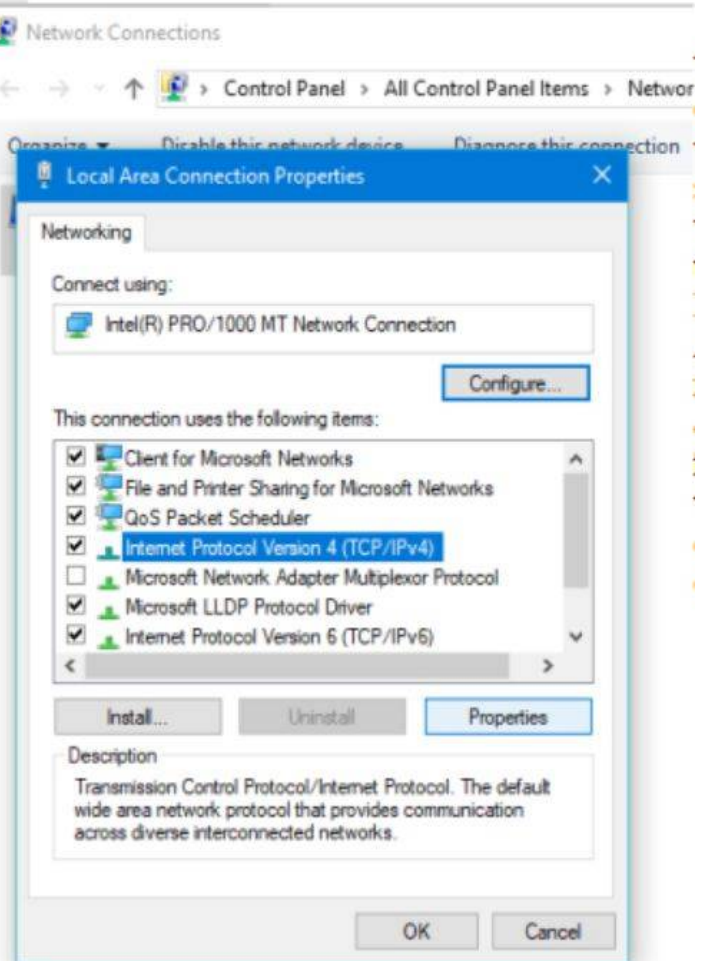 Network Connections
Control Panel > All Control Panel Items > Networ
Organize Disable this network device Diagnose this connection
Local Area Connection Properties
Networking
Connect using:
Intel(R) PRO/1000 MT Network Connection
Configure...
This connection uses the following items:
Client for Microsoft Networks
File and Printer Sharing for Microsoft Networks
QoS Packet Scheduler
Internet Protocol Version 4 (TCP/IPv4)
Microsoft Network Adapter Multiplexor Protocol
Microsoft LLDP Protocol Driver
Internet Protocol Version 6 (TCP/IPv6)
Install... Uninstall Properties
Description
Transmission Control Protocol/Internet Protocol. The default
wide area network protocol that provides communication
across diverse interconnected networks.
OK Cancel